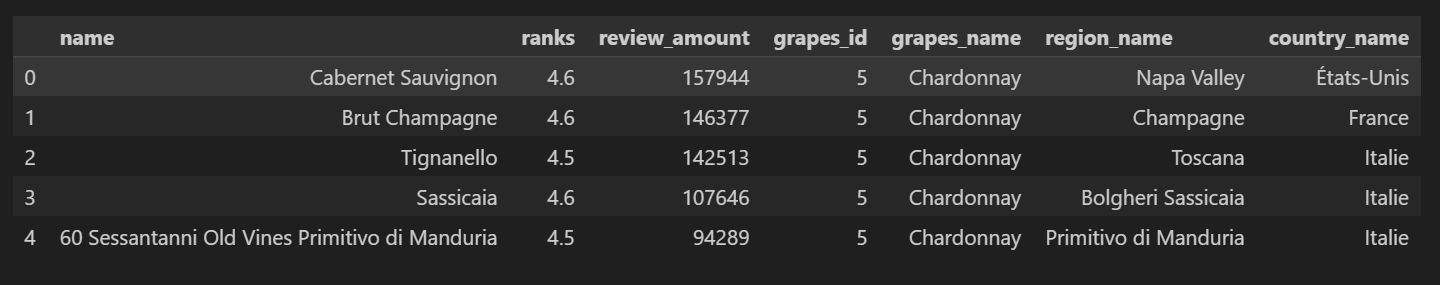 name ranks review_amount grapes_id grapes_name region_name country_name
0 Cabernet Sauvignon 4.6 157944 5 Chardonnay Napa Valley États-Unis
1 Brut Champagne 4.6 146377 5 Chardonnay Champagne France
2 Tignanello 4.5 142513 5 Chardonnay Toscana Italie
3 Sassicaia 4.6 107646 5 Chardonnay Bolgheri Sassicaia Italie
4 60 Sessantanni Old Vines Primitivo di Manduria 4.5 94289 5 Chardonnay Primitivo di Manduria Italie